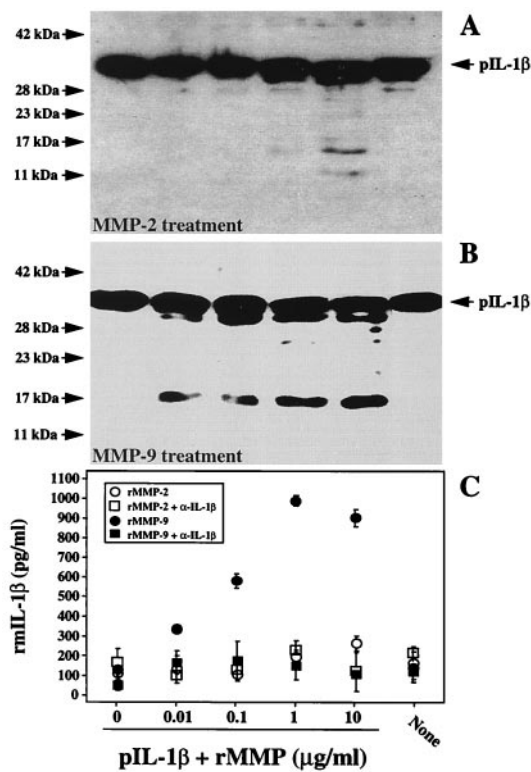 A
42 kDa
pIL-1β
28 kDa
23 kDa
17 kDa
11 kDa
MMP-2 treatment
B
42 kDa
pIL-1β
28 kDa
23 kDa
17 kDa
11 kDa
MMP-9 treatment
C
1100
1000
900
800
700
600
500
400
300
200
100
0
rmIL-1β (pg/ml)
rMMP-2
rMMP-2 + α-IL-1β
rMMP-9
rMMP-9 + α-IL-1β
0 0.01 0.1 1 10 None
pIL-1β + rMMP (μg/ml)